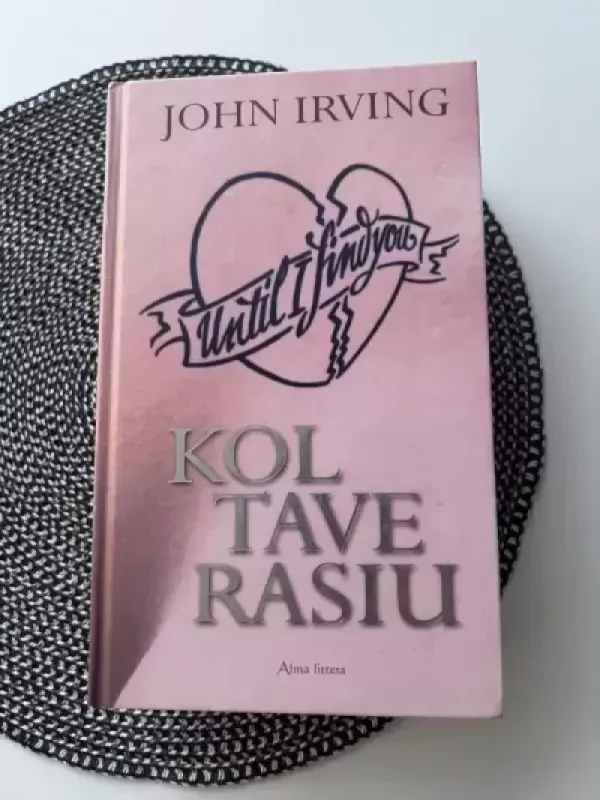 JOHN IRVING
Until I find you
KOL
TAVE
RASIU
Alma littera